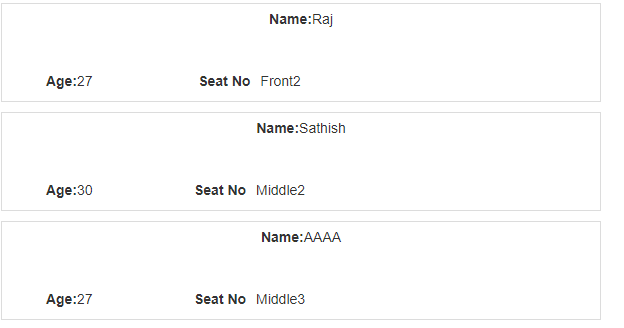 Name:Raj
Age:27 Seat No Front2
Name:Sathish
Age:30 Seat No Middle2
Name:AAAA
Age:27 Seat No Middle3